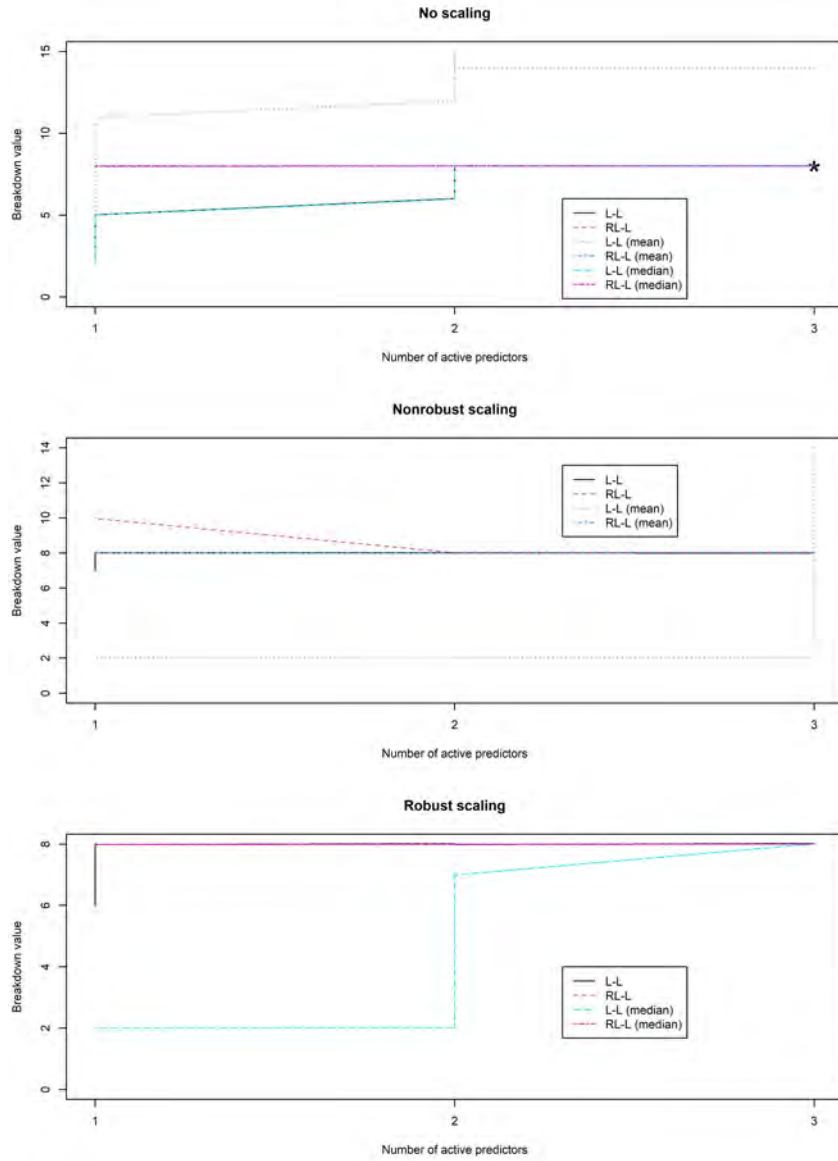 No scaling
Breakdown value
15
10
5
0
L-L
RL-L
L-L (mean)
RL-L (mean)
L-L (median)
RL-L (median)
*
1
2
3
Number of active predictors
Nonrobust scaling
Breakdown value
14
12
10
8
6
4
2
0
L-L
RL-L
L-L (mean)
RL-L (mean)
1
2
3
Number of active predictors
Robust scaling
Breakdown value
8
6
4
2
0
L-L
RL-L
L-L (median)
RL-L (median)
1
2
3
Number of active predictors